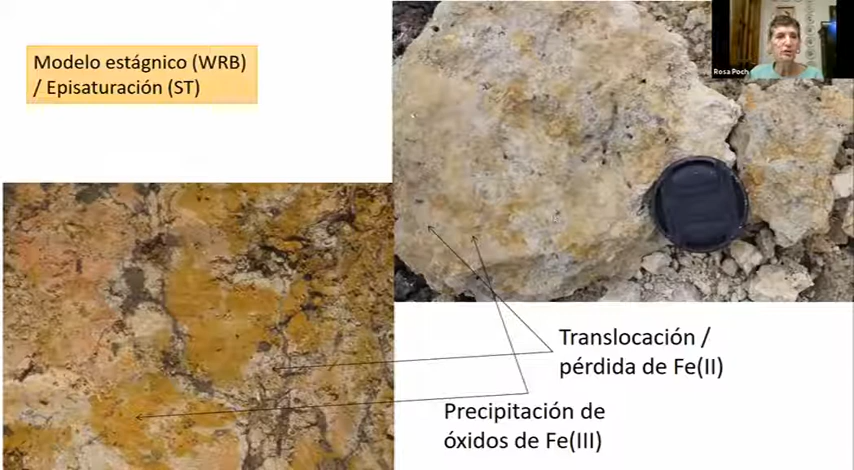 Modelo estágnico (WRB)
/ Episaturación (ST)
Rosa Poch
Translocación /
pérdida de Fe(II)
Precipitación de
óxidos de Fe(III)